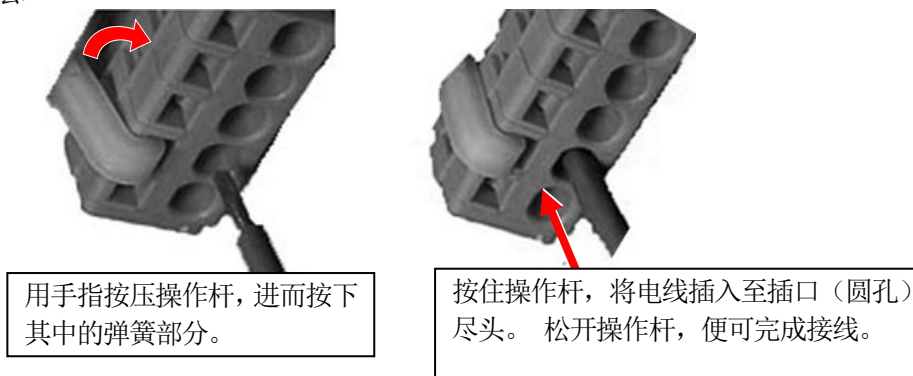 用手指按压操作杆，进而按下
其中的弹簧部分。
按住操作杆，将电线插入至插口（圆孔）
尽头。 松开操作杆，便可完成接线。